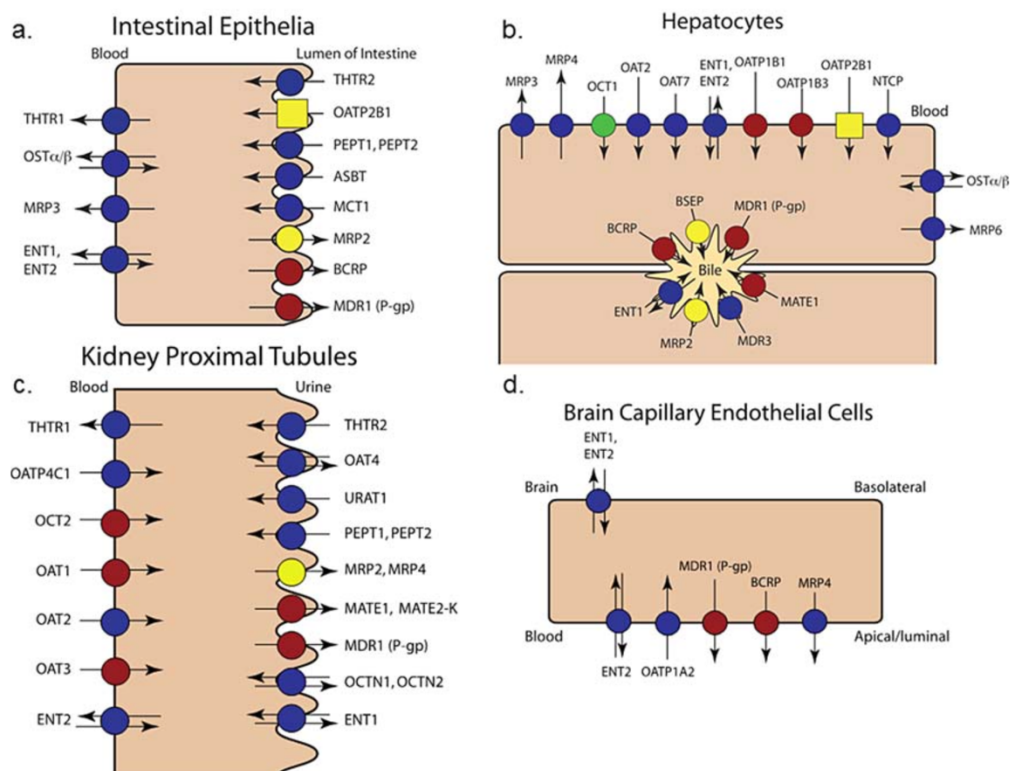 a.
Intestinal Epithelia
Blood
Lumen of Intestine
THTR1
OSTα/β
MRP3
ENT1,
ENT2
THTR2
OATP2B1
PEPT1, PEPT2
ASBT
MCT1
MRP2
BCRP
MDR1 (P-gp)
b.
Hepatocytes
MRP3
MRP4
OCT1
OAT2
OAT7
ENT1,
ENT2
OATP1B1
OATP1B3
OATP2B1
NTCP
Blood
OSTα/β
MRP6
BSEP
MDR1 (P-gp)
BCRP
Bile
ENT1
MATE1
MRP2
MDR3
Kidney Proximal Tubules
c.
Blood
Urine
THTR1
OATP4C1
OCT2
OAT1
OAT2
OAT3
ENT2
THTR2
OAT4
URAT1
PEPT1, PEPT2
MRP2, MRP4
MATE1, MATE2-K
MDR1 (P-gp)
OCTN1, OCTN2
ENT1
d.
Brain Capillary Endothelial Cells
ENT1,
ENT2
Brain
Basolateral
MDR1 (P-gp)
BCRP
MRP4
Blood
Apical/luminal
ENT2
OATP1A2